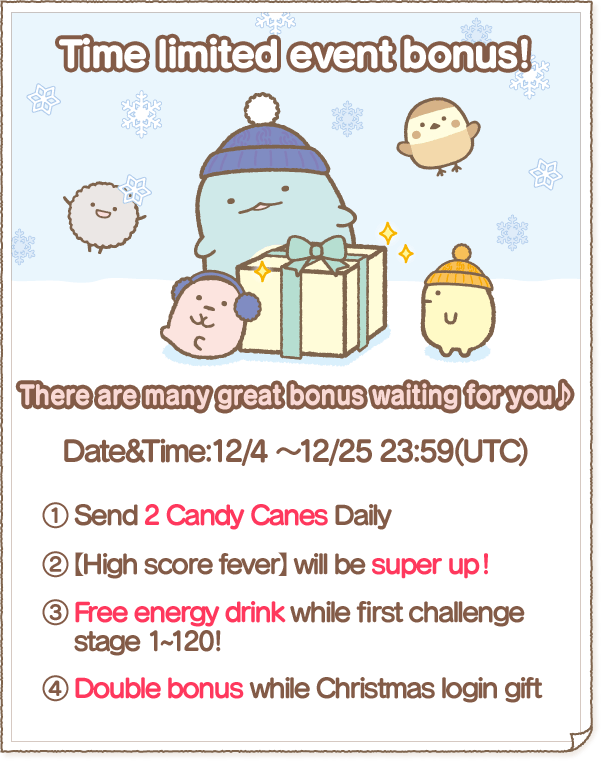 Time limited event bonus!
There are many great bonus waiting for you♪
Date&Time:12/4 ～12/25 23:59(UTC)
① Send 2 Candy Canes Daily
②【High score fever】will be super up!
③ Free energy drink while first challenge
stage 1~120!
④ Double bonus while Christmas login gift